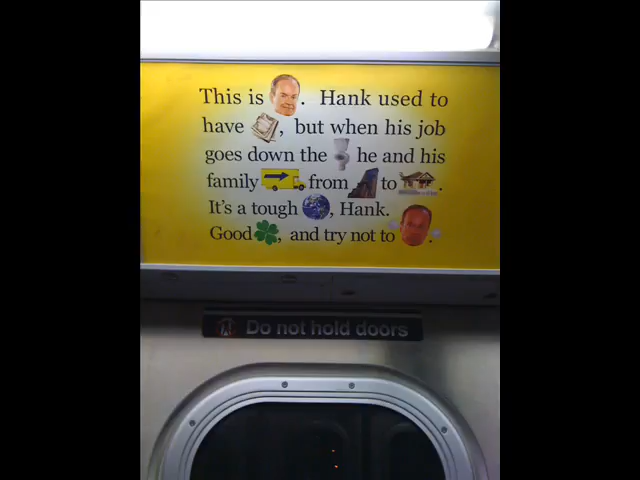 This is . Hank used to
have , but when his job
goes down the he and his
family from to .
It's a tough , Hank.
Good , and try not to .
Do not hold doors